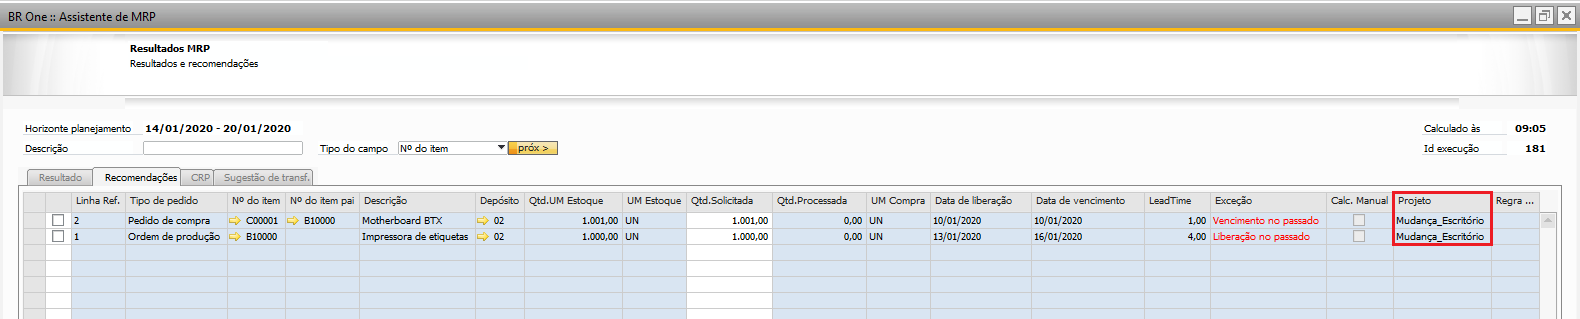 BR One :: Assistente de MRP
Resultados MRP
Resultados e recomendações
Horizonte planejamento 14/01/2020 - 20/01/2020 Calculado às 09:05
Descrição Tipo do campo Nº do item próx > Id execução 181
Resultado Recomendações CRP Sugestão de transf.
Linha Ref. Tipo de pedido Nº do item Nº do item pai Descrição Depósito Qtd.UM Estoque UM Estoque Qtd.Solicitada Qtd.Processada UM Compra Data de liberação Data de vencimento LeadTime Exceção Calc. Manual Projeto Regra ...
2 Pedido de compra C00001 B10000 Motherboard BTX 02 1.001,00 UN 1.001,00 0,00 UN 10/01/2020 10/01/2020 1,00 Vencimento no passado Mudança_Escritório
1 Ordem de produção B10000 Impressora de etiquetas 02 1.000,00 UN 1.000,00 0,00 UN 13/01/2020 16/01/2020 4,00 Liberação no passado Mudança_Escritório